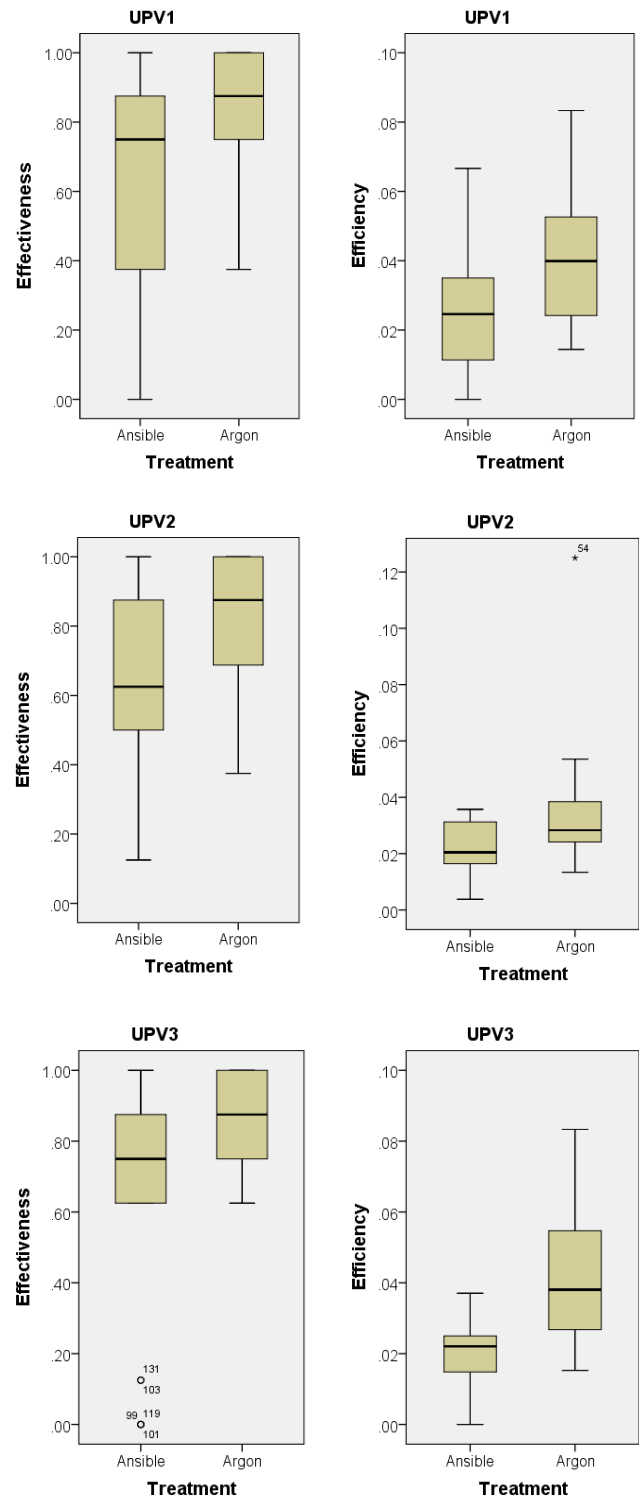 UPV1
1.00
.80
.60
.40
.20
.00
Effectiveness
Ansible
Argon
Treatment
UPV1
.10
.08
.06
.04
.02
.00
Efficiency
Ansible
Argon
Treatment
UPV2
1.00
.80
.60
.40
.20
.00
Effectiveness
Ansible
Argon
Treatment
UPV2
54
.12
.10
.08
.06
.04
.02
.00
Efficiency
Ansible
Argon
Treatment
UPV3
1.00
.80
.60
.40
.20
.00
Effectiveness
131
103
99
119
101
Ansible
Argon
Treatment
UPV3
.10
.08
.06
.04
.02
.00
Efficiency
Ansible
Argon
Treatment